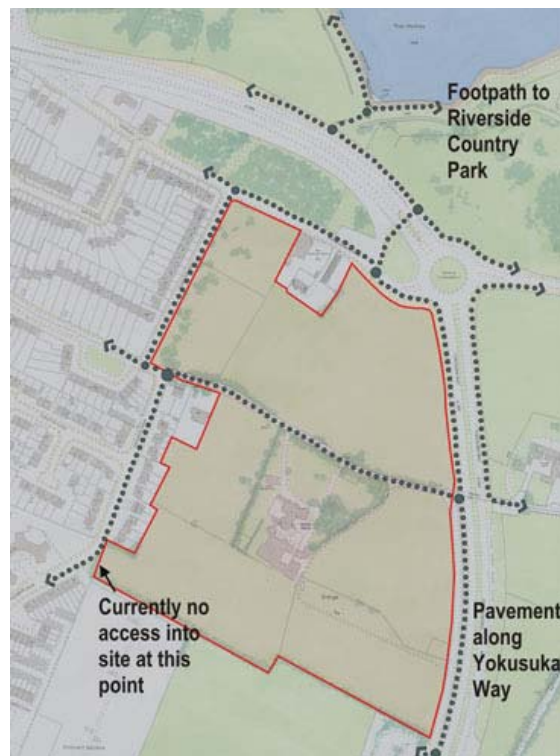 Footpath to
Riverside
Country
Park
Currently no
access into
site at this
point
Pavement
along
Yokusuka
Way